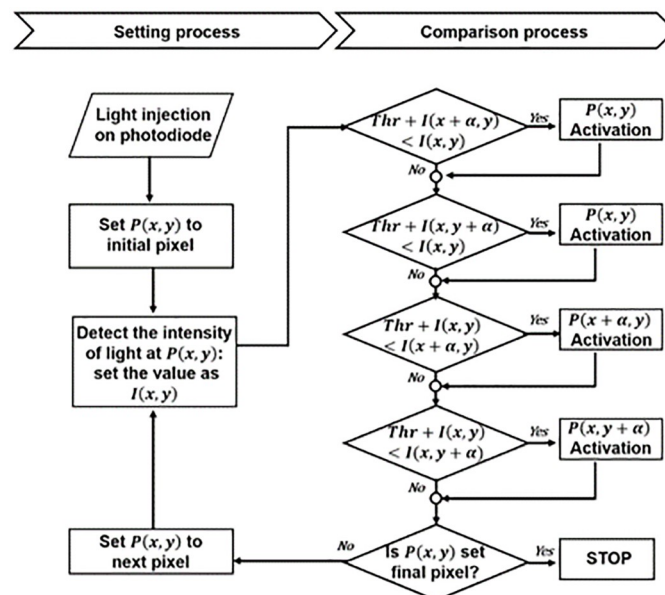 Setting process
Comparison process
Light injection
on photodiode
Set P(x, y) to
initial pixel
Detect the intensity
of light at P(x, y):
set the value as
I(x, y)
Set P(x, y) to
next pixel
Thr + I(x + α, y)
< I(x, y)
Yes
P(x, y)
Activation
No
Thr + I(x, y + α)
< I(x, y)
Yes
P(x, y)
Activation
No
Thr + I(x, y)
< I(x + α, y)
Yes
P(x + α, y)
Activation
No
Thr + I(x, y)
< I(x, y + α)
Yes
P(x, y + α)
Activation
No
Is P(x, y) set
final pixel?
No
Yes
STOP